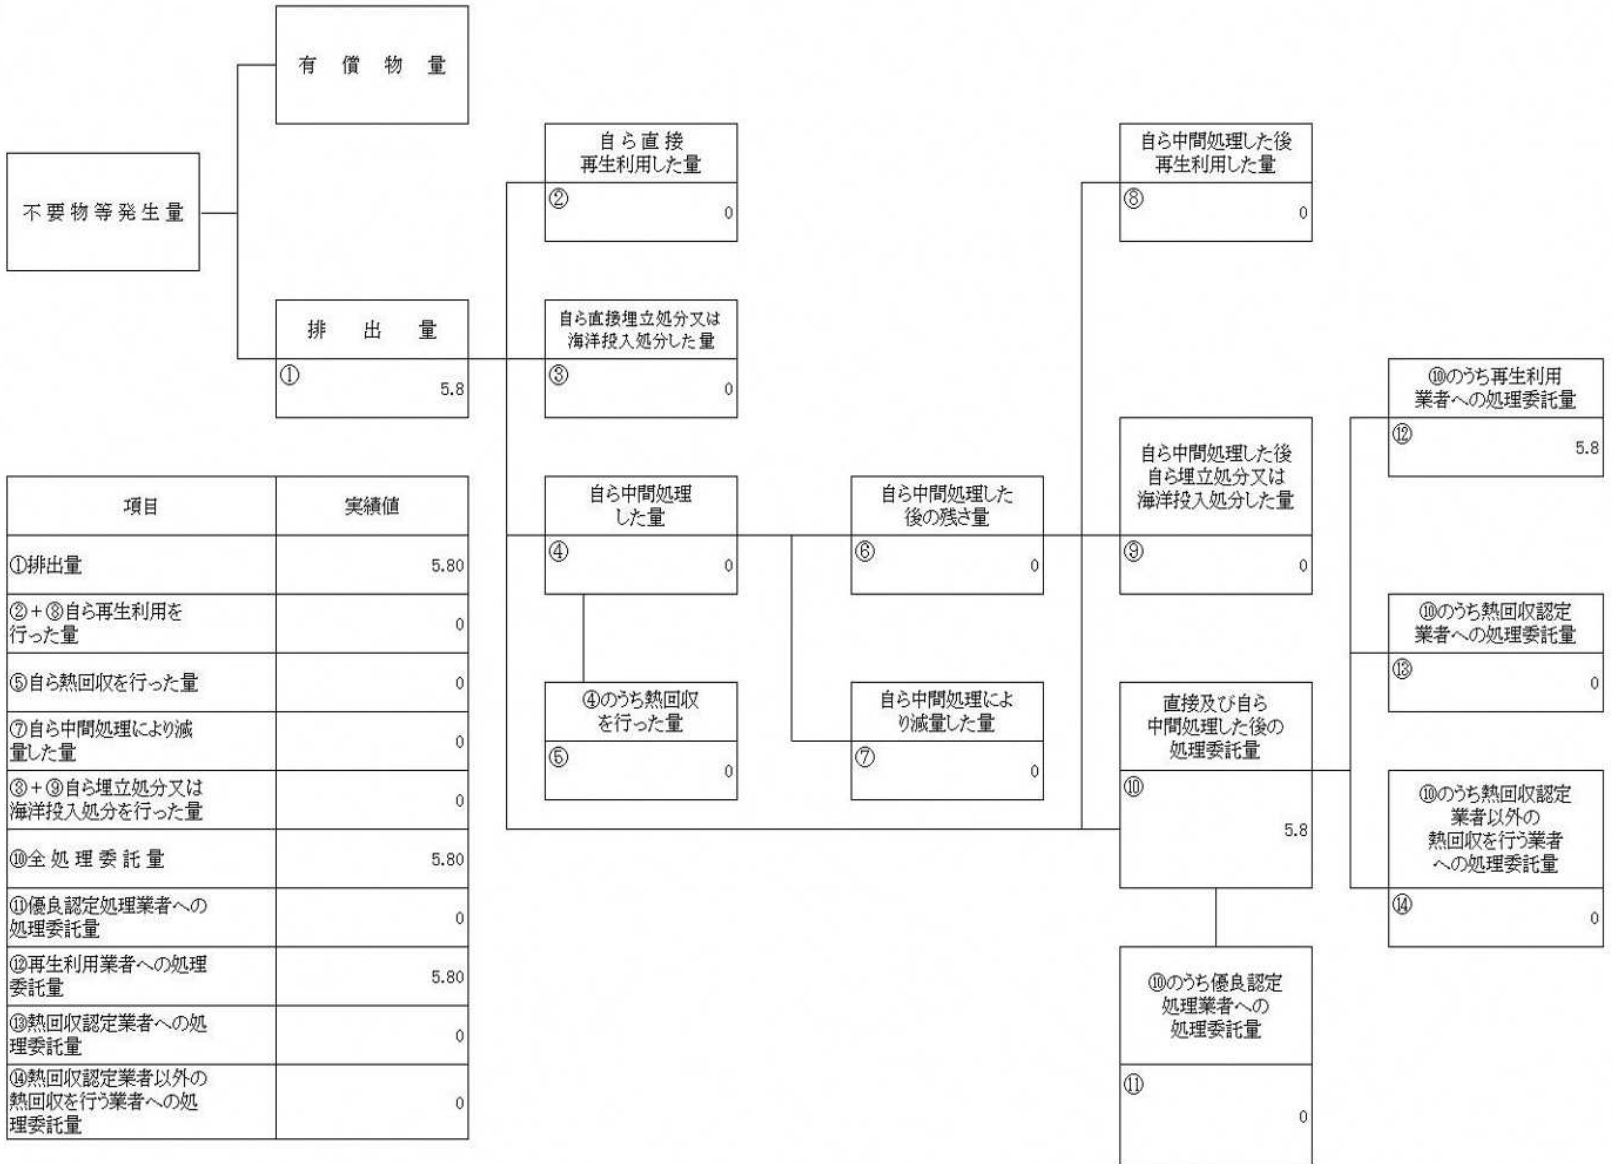 有償物量
不要物等発生量
排出量
①
5.8
自ら直接
再生利用した量
②
0
自ら直接埋立処分又は
海洋投入処分した量
③
0
自ら中間処理
した量
④
0
④のうち熱回収
を行った量
⑤
0
自ら中間処理した
後の残さ量
⑥
0
自ら中間処理によ
り減量した量
⑦
0
自ら中間処理した後
再生利用した量
⑧
0
自ら中間処理した後
自ら埋立処分又は
海洋投入処分した量
⑨
0
直接及び自ら
中間処理した後の
処理委託量
⑩
5.8
⑩のうち優良認定
処理業者への
処理委託量
⑪
0
⑩のうち再生利用
業者への処理委託量
⑫
5.8
⑩のうち熱回収認定
業者への処理委託量
⑬
0
⑩のうち熱回収認定
業者以外の
熱回収を行う業者
への処理委託量
⑭
0
項目 実績値
①排出量 5.80
②+⑧自ら再生利用を
行った量
0
⑤自ら熱回収を行った量 0
⑦自ら中間処理により減
量した量
0
③+⑨自ら埋立処分又は
海洋投入処分を行った量
0
⑩全処理委託量 5.80
⑪優良認定処理業者への
処理委託量
0
⑫再生利用業者への処理
委託量
5.80
⑬熱回収認定業者への処
理委託量
0
⑭熱回収認定業者以外の
熱回収を行う業者への処
理委託量
0